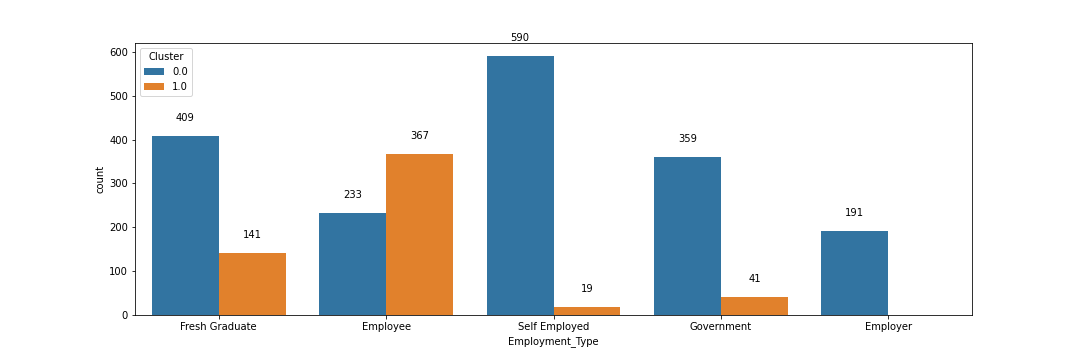 590
600
Cluster
0.0
1.0
500
409
400
367
359
300
233
191
200
141
100
41
19
0
count
Fresh Graduate
Employee
Self Employed
Government
Employer
Employment_Type